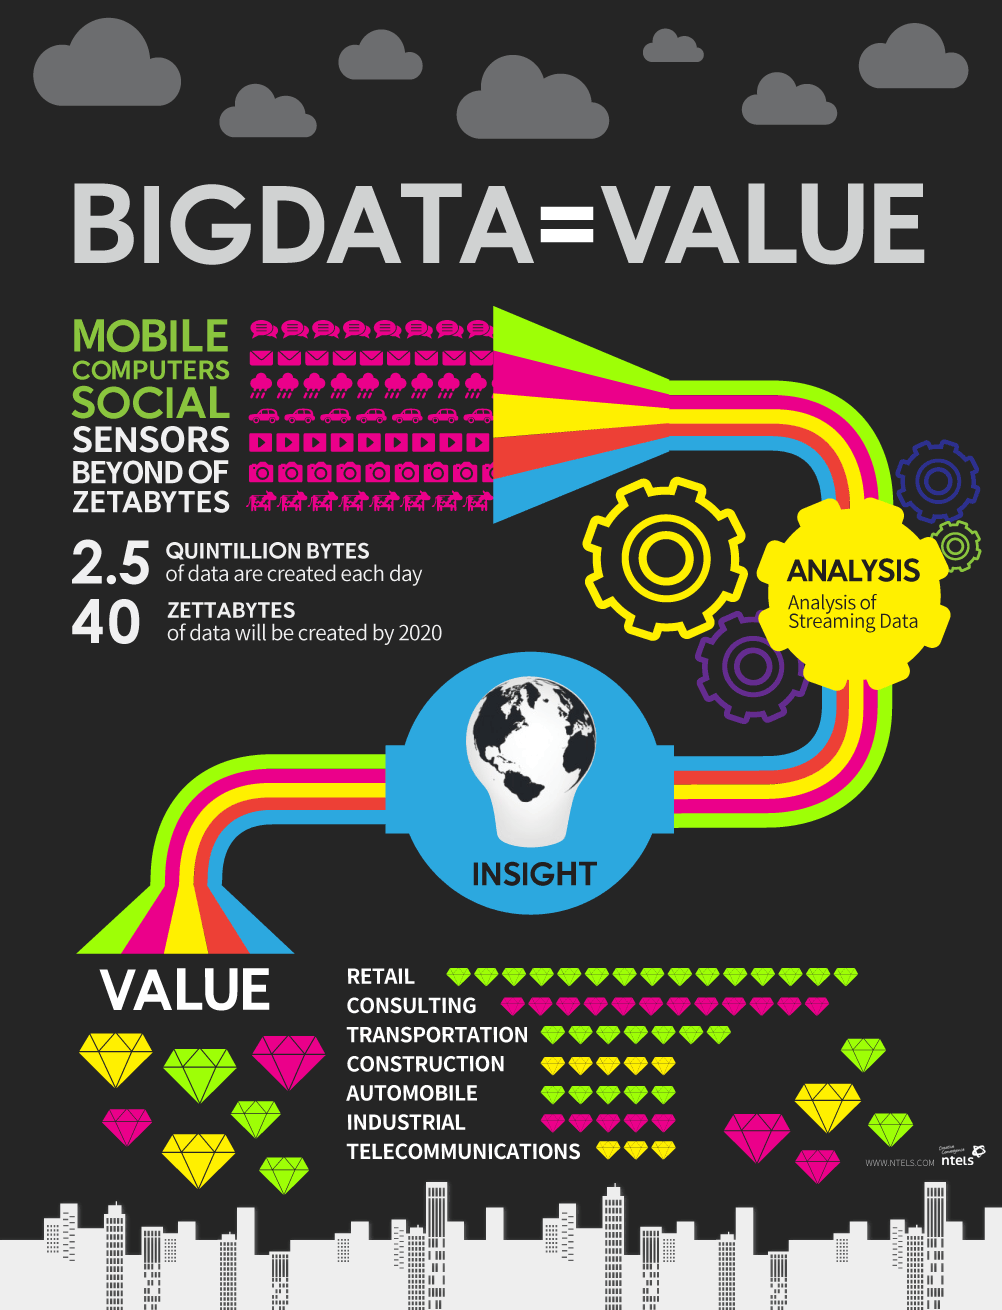 BIGDATA=VALUE
MOBILE
COMPUTERS
SOCIAL
SENSORS
BEYOND OF
ZETABYTES
2.5 QUINTILLION BYTES
of data are created each day
40 ZETTABYTES
of data will be created by 2020
ANALYSIS
Analysis of
Streaming Data
INSIGHT
VALUE
RETAIL
CONSULTING
TRANSPORTATION
CONSTRUCTION
AUTOMOBILE
INDUSTRIAL
TELECOMMUNICATIONS
Creative
Convergence
WWW.NTELS.COM ntels